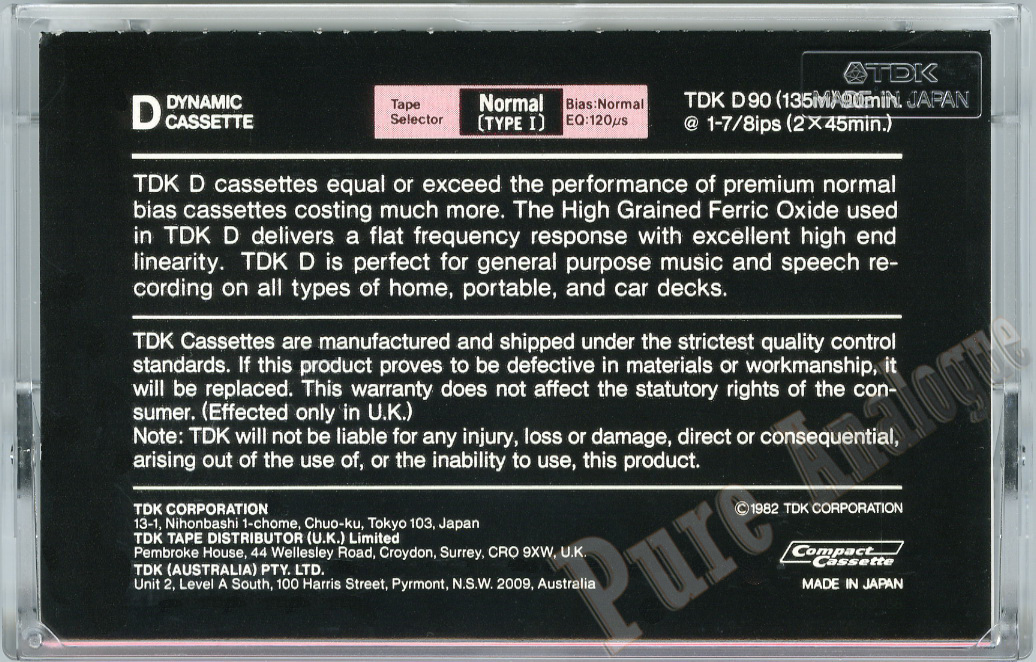 TDK
MADE IN JAPAN
D DYNAMIC
CASSETTE
Tape
Selector
Normal
(TYPE I)
Bias:Normal
EQ:120µs
TDK D90 (135m/90min.
@ 1-7/8ips (2×45min.)
TDK D cassettes equal or exceed the performance of premium normal
bias cassettes costing much more. The High Grained Ferric Oxide used
in TDK D delivers a flat frequency response with excellent high end
linearity. TDK D is perfect for general purpose music and speech re-
cording on all types of home, portable, and car decks.
TDK Cassettes are manufactured and shipped under the strictest quality control
standards. If this product proves to be defective in materials or workmanship, it
will be replaced. This warranty does not affect the statutory rights of the con-
sumer. (Effected only in U.K.)
Note: TDK will not be liable for any injury, loss or damage, direct or consequential,
arising out of the use of, or the inability to use, this product.
TDK CORPORATION
13-1, Nihonbashi 1-chome, Chuo-ku, Tokyo 103, Japan
TDK TAPE DISTRIBUTOR (U.K.) Limited
Pembroke House, 44 Wellesley Road, Croydon, Surrey, CRO 9XW, U.K.
TDK (AUSTRALIA) PTY. LTD.
Unit 2, Level A South, 100 Harris Street, Pyrmont, N.S.W. 2009, Australia
©1982 TDK CORPORATION
Compact
Cassette
MADE IN JAPAN
Pure Analogue